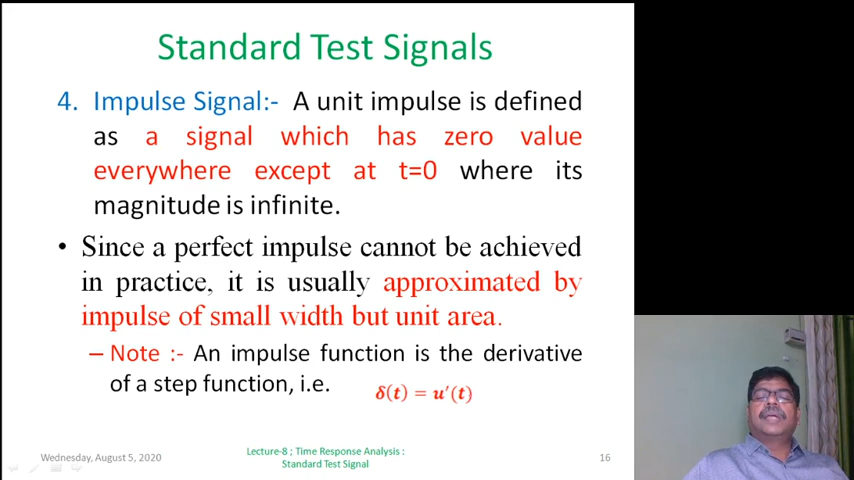 Standard Test Signals
4. Impulse Signal:- A unit impulse is defined
as a signal which has zero value
everywhere except at t=0 where its
magnitude is infinite.
• Since a perfect impulse cannot be achieved
in practice, it is usually approximated by
impulse of small width but unit area.
– Note :- An impulse function is the derivative
of a step function, i.e. δ(t) = u′(t)
Wednesday, August 5, 2020
Lecture-8 ; Time Response Analysis :
Standard Test Signal
16